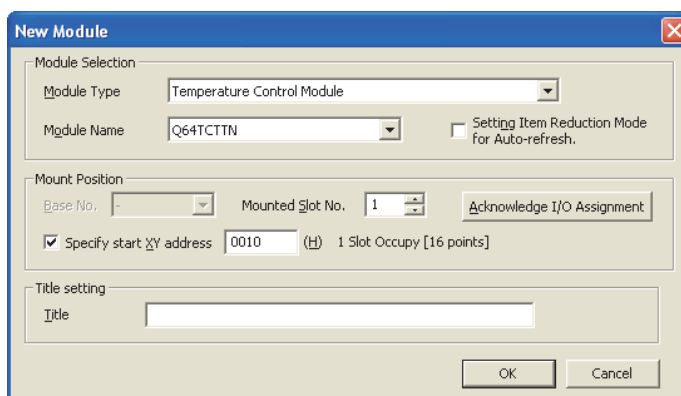 New Module
Module Selection
Module Type Temperature Control Module
Module Name Q64TCTTN Setting Item Reduction Mode
for Auto-refresh.
Mount Position
Base No. - Mounted Slot No. 1 Acknowledge I/O Assignment
Specify start XY address 0010 (H) 1 Slot Occupy [16 points]
Title setting
Title
OK Cancel